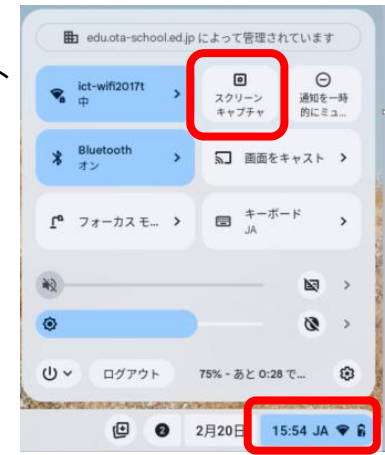 edu.ota-school.ed.jp によって管理されています
ict-wifi2017t
中
スクリーン
キャプチャ
通知を一時
的にミュ...
Bluetooth
オン
画面をキャスト
フォーカス モ...
キーボード
JA
ログアウト
75% - あと 0:28 で...
2
2月20日
15:54 JA